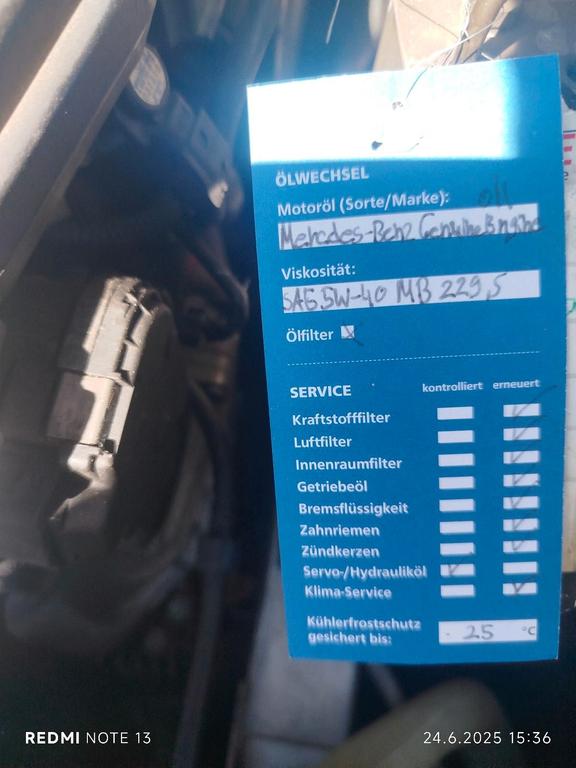 ÖLWECHSEL
Motoröl (Sorte/Marke): oil
Mercedes-Benz Genuine Engine
Viskosität:
SAE 5W-40 MB 229,5
Ölfilter
SERVICE kontrolliert erneuert
Kraftstofffilter
Luftfilter
Innenraumfilter
Getriebeöl
Bremsflüssigkeit
Zahnriemen
Zündkerzen
Servo-/Hydrauliköl
Klima-Service
Kühlerfrostschutz
gesichert bis: - 25 °C
REDMI NOTE 13
24.6.2025 15:36